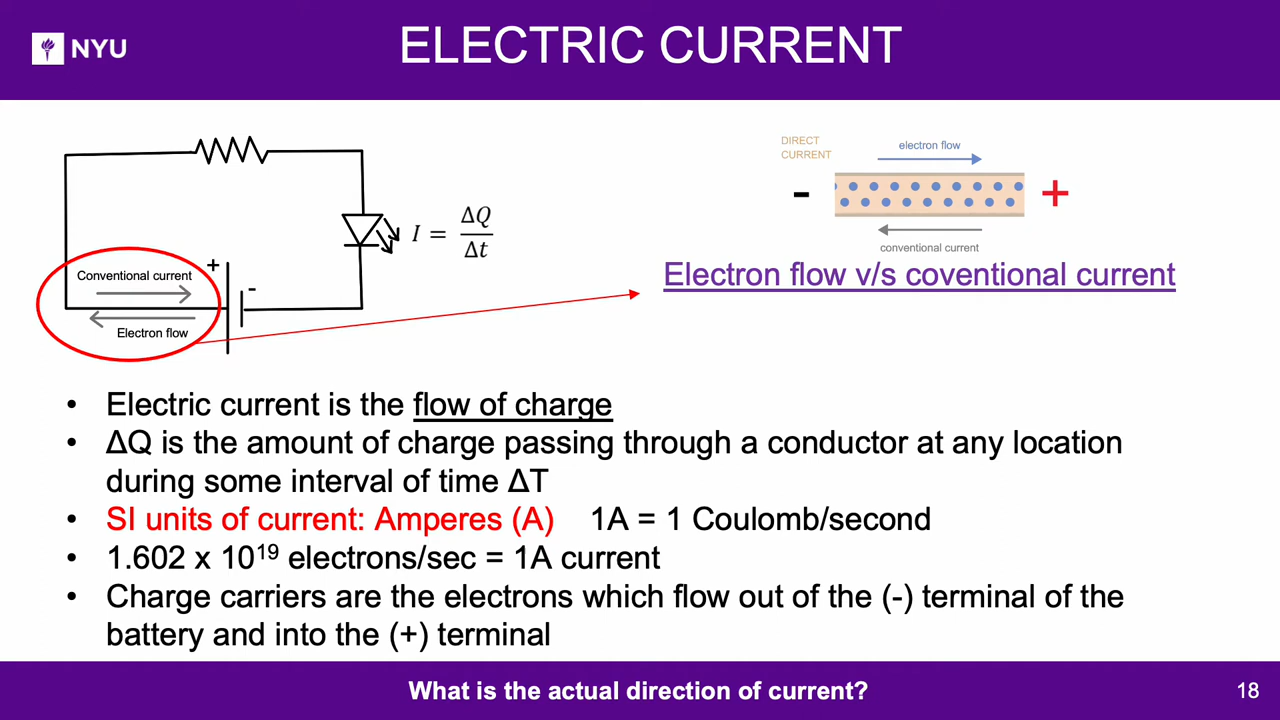 NYU
ELECTRIC CURRENT
DIRECT
CURRENT
electron flow
-
+
conventional current
Electron flow v/s coventional current
I = ΔQ/Δt
Conventional current
+
-
Electron flow
• Electric current is the flow of charge
• ΔQ is the amount of charge passing through a conductor at any location
during some interval of time ΔT
• SI units of current: Amperes (A) 1A = 1 Coulomb/second
• 1.602 x 10¹⁹ electrons/sec = 1A current
• Charge carriers are the electrons which flow out of the (-) terminal of the
battery and into the (+) terminal
What is the actual direction of current?
18